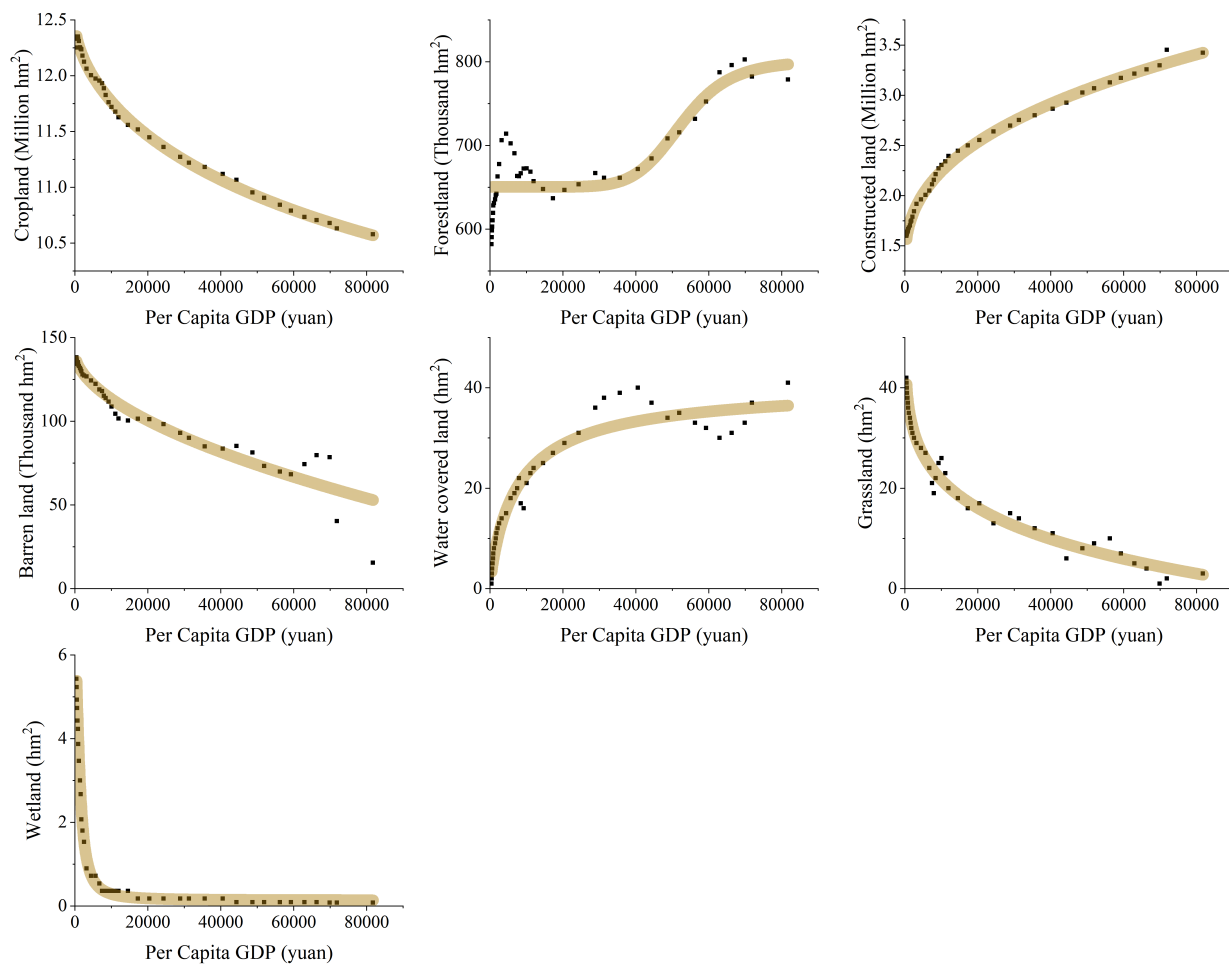 12.5
12.0
11.5
11.0
10.5
Cropland (Million hm²)
0 20000 40000 60000 80000
Per Capita GDP (yuan)
800
700
600
Forestland (Thousand hm²)
0 20000 40000 60000 80000
Per Capita GDP (yuan)
3.5
3.0
2.5
2.0
1.5
Constructed land (Million hm²)
0 20000 40000 60000 80000
Per Capita GDP (yuan)
150
100
50
0
Barren land (Thousand hm²)
0 20000 40000 60000 80000
Per Capita GDP (yuan)
40
20
0
Water covered land (hm²)
0 20000 40000 60000 80000
Per Capita GDP (yuan)
40
20
0
Grassland (hm²)
0 20000 40000 60000 80000
Per Capita GDP (yuan)
6
4
2
0
Wetland (hm²)
0 20000 40000 60000 80000
Per Capita GDP (yuan)